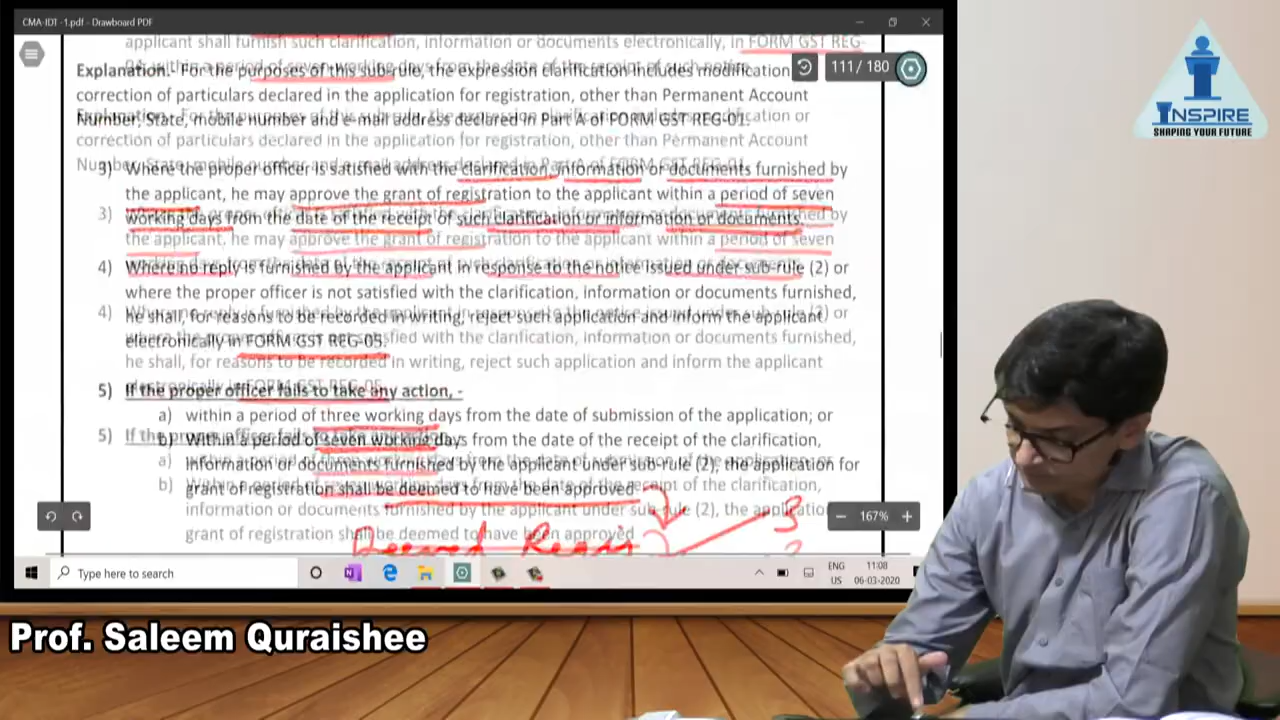 CMA-IDT -1.pdf - Drawboard PDF
applicant shall furnish such clarification, information or documents electronically, in FORM GST REG-
111 / 180
Explanation.- For the purposes of this sub-rule, the expression clarification includes modification
correction of particulars declared in the application for registration, other than Permanent Account
Number, State, mobile number and e-mail address declared in Part A of FORM GST REG-01.
3) Where the proper officer is satisfied with the clarification, information or documents furnished by
the applicant, he may approve the grant of registration to the applicant within a period of seven
working days from the date of the receipt of such clarification or information or documents.
4) Where no reply is furnished by the applicant in response to the notice issued under sub-rule (2) or
where the proper officer is not satisfied with the clarification, information or documents furnished,
he shall, for reasons to be recorded in writing, reject such application and inform the applicant
electronically in FORM GST REG-05.
5) If the proper officer fails to take any action, -
a) within a period of three working days from the date of submission of the application; or
b) Within a period of seven working days from the date of the receipt of the clarification,
information or documents furnished by the applicant under sub-rule (2), the application for
grant of registration shall be deemed to have been approved
Deemed Regis 3
167%
Type here to search
ENG
US
11:08
06-03-2020
INSPIRE
SHAPING YOUR FUTURE
Prof. Saleem Quraishee